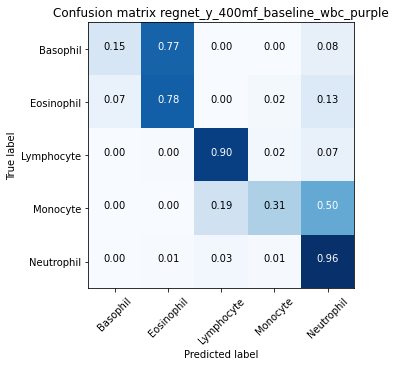 Confusion matrix regnet_y_400mf_baseline_wbc_purple
True label
Basophil 0.15 0.77 0.00 0.00 0.08
Eosinophil 0.07 0.78 0.00 0.02 0.13
Lymphocyte 0.00 0.00 0.90 0.02 0.07
Monocyte 0.00 0.00 0.19 0.31 0.50
Neutrophil 0.00 0.01 0.03 0.01 0.96
Basophil Eosinophil Lymphocyte Monocyte Neutrophil
Predicted label